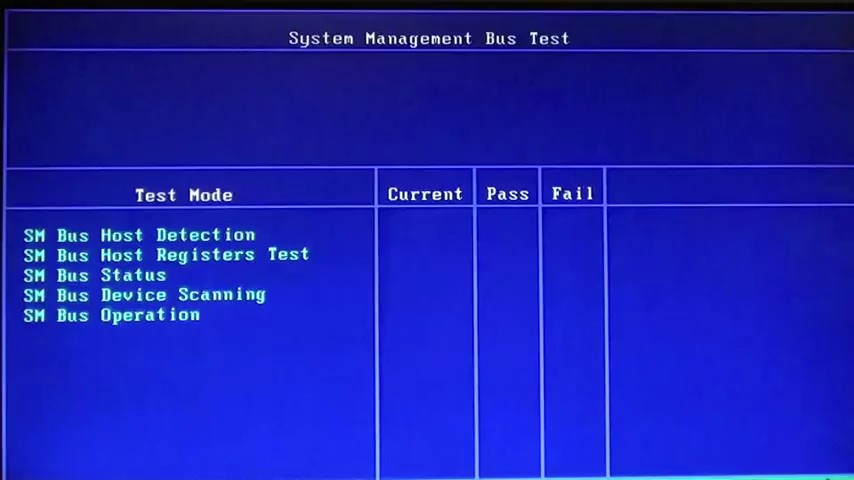 System Management Bus Test
Test Mode Current Pass Fail
SM Bus Host Detection
SM Bus Host Registers Test
SM Bus Status
SM Bus Device Scanning
SM Bus Operation